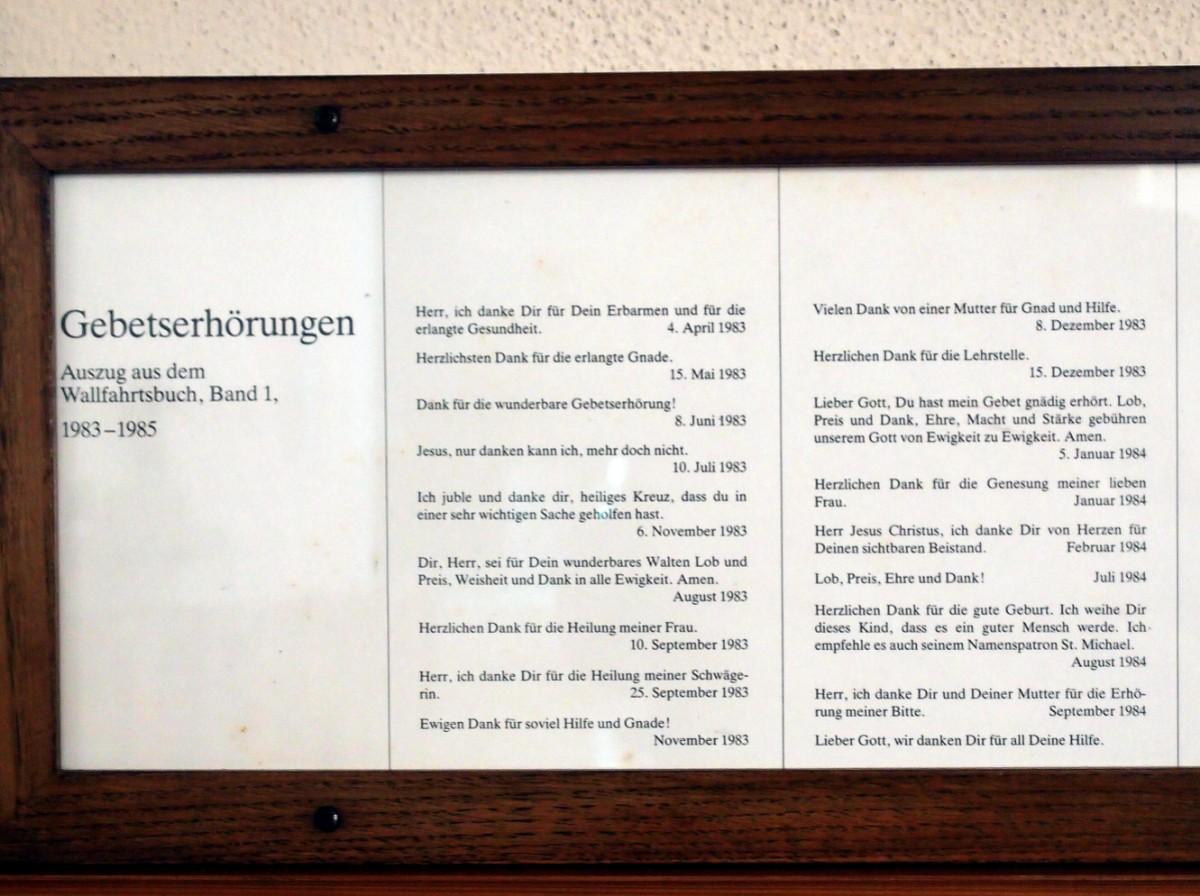 Gebetserhörungen
Auszug aus dem
Wallfahrtsbuch, Band 1,
1983–1985
Herr, ich danke Dir für Dein Erbarmen und für die
erlangte Gesundheit. 4. April 1983
Herzlichsten Dank für die erlangte Gnade.
15. Mai 1983
Dank für die wunderbare Gebetserhörung!
8. Juni 1983
Jesus, nur danken kann ich, mehr doch nicht.
10. Juli 1983
Ich juble und danke dir, heiliges Kreuz, dass du in
einer sehr wichtigen Sache geholfen hast.
6. November 1983
Dir, Herr, sei für Dein wunderbares Walten Lob und
Preis, Weisheit und Dank in alle Ewigkeit. Amen.
August 1983
Herzlichen Dank für die Heilung meiner Frau.
10. September 1983
Herr, ich danke Dir für die Heilung meiner Schwäge-
rin. 25. September 1983
Ewigen Dank für soviel Hilfe und Gnade!
November 1983
Vielen Dank von einer Mutter für Gnad und Hilfe.
8. Dezember 1983
Herzlichen Dank für die Lehrstelle.
15. Dezember 1983
Lieber Gott, Du hast mein Gebet gnädig erhört. Lob,
Preis und Dank, Ehre, Macht und Stärke gebühren
unserem Gott von Ewigkeit zu Ewigkeit. Amen.
5. Januar 1984
Herzlichen Dank für die Genesung meiner lieben
Frau. Januar 1984
Herr Jesus Christus, ich danke Dir von Herzen für
Deinen sichtbaren Beistand. Februar 1984
Lob, Preis, Ehre und Dank! Juli 1984
Herzlichen Dank für die gute Geburt. Ich weihe Dir
dieses Kind, dass es ein guter Mensch werde. Ich
empfehle es auch seinem Namenspatron St. Michael.
August 1984
Herr, ich danke Dir und Deiner Mutter für die Erhö-
rung meiner Bitte. September 1984
Lieber Gott, wir danken Dir für all Deine Hilfe.